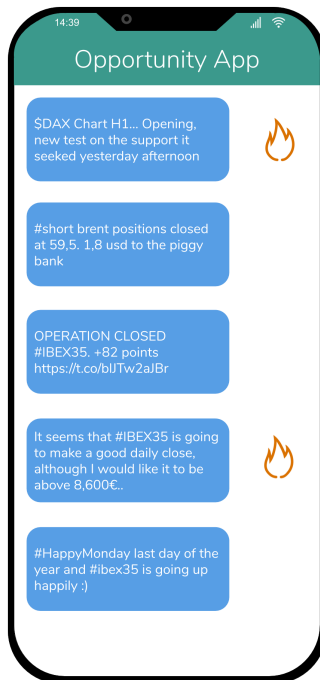 14:39
Opportunity App
$DAX Chart H1... Opening,
new test on the support it
seeked yesterday afternoon
#short brent positions closed
at 59,5. 1,8 usd to the piggy
bank
OPERATION CLOSED
#IBEX35. +82 points
https://t.co/blJTw2aJBr
It seems that #IBEX35 is going
to make a good daily close,
although I would like it to be
above 8,600€..
#HappyMonday last day of the
year and #ibex35 is going up
happily :)